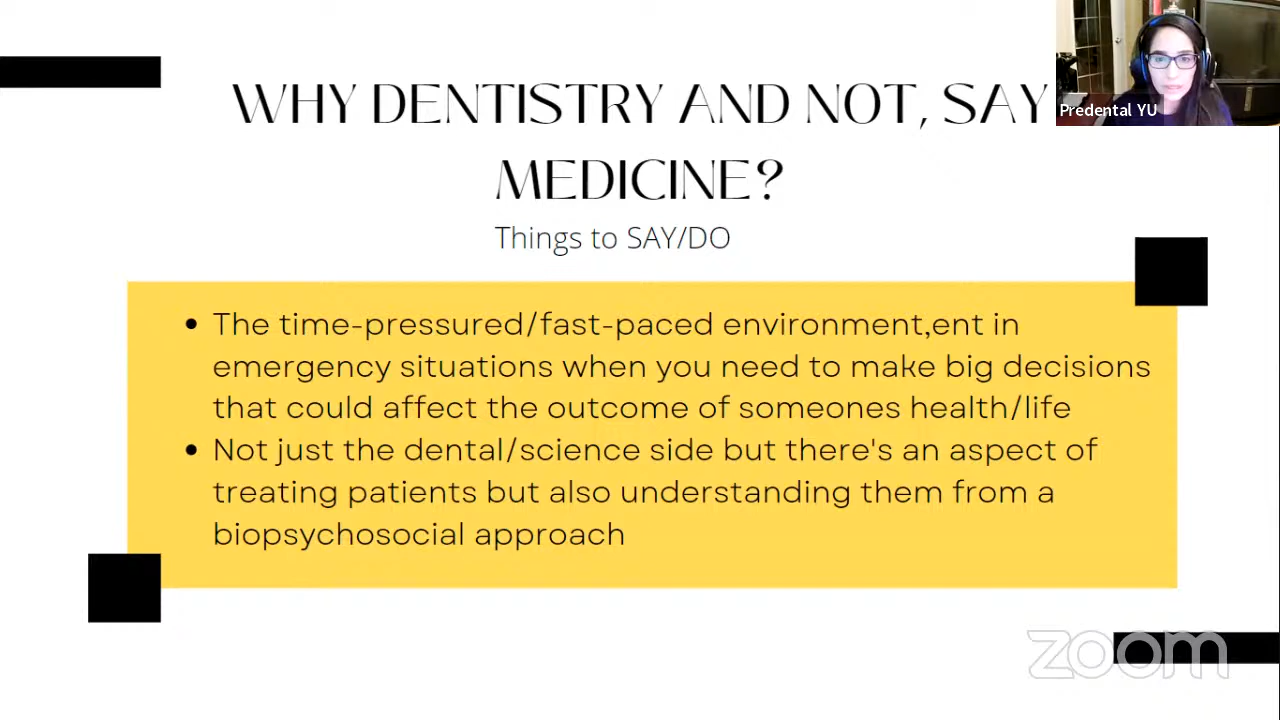 WHY DENTISTRY AND NOT, SAY
MEDICINE?
Things to SAY/DO
• The time-pressured/fast-paced environment,ent in
emergency situations when you need to make big decisions
that could affect the outcome of someones health/life
• Not just the dental/science side but there's an aspect of
treating patients but also understanding them from a
biopsychosocial approach
Predental YU
zoom